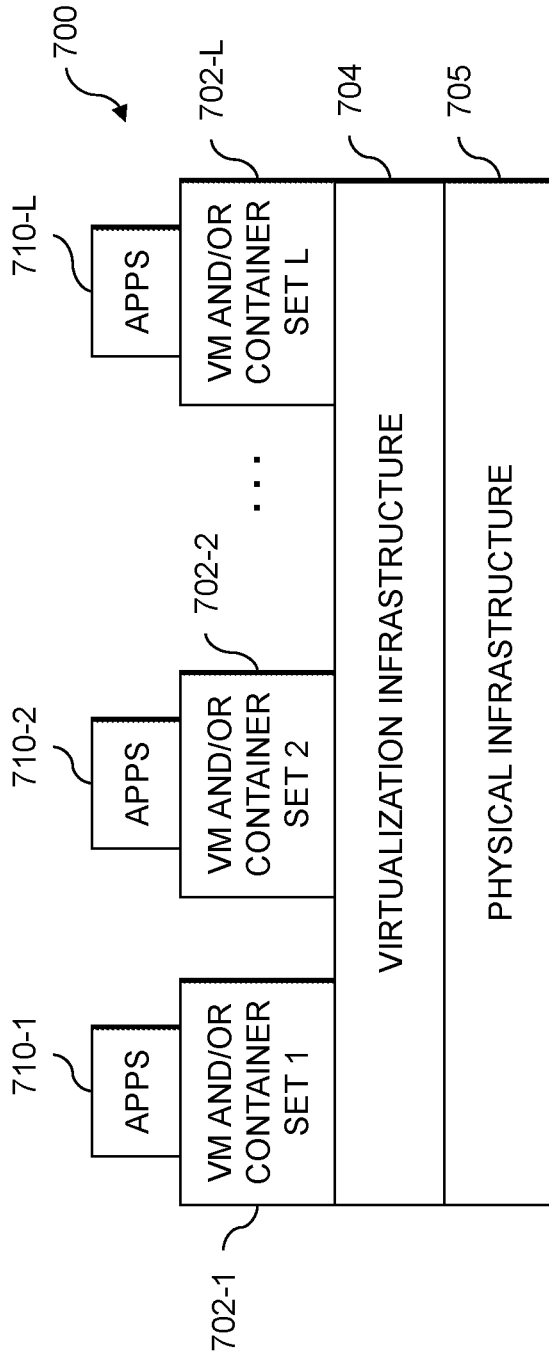 700
710-1
710-2
710-L
APPS
APPS
APPS
702-1
VM AND/OR
CONTAINER
SET 1
VM AND/OR
CONTAINER
SET 2
702-2
. . .
VM AND/OR
CONTAINER
SET L
702-L
VIRTUALIZATION INFRASTRUCTURE
704
PHYSICAL INFRASTRUCTURE
705